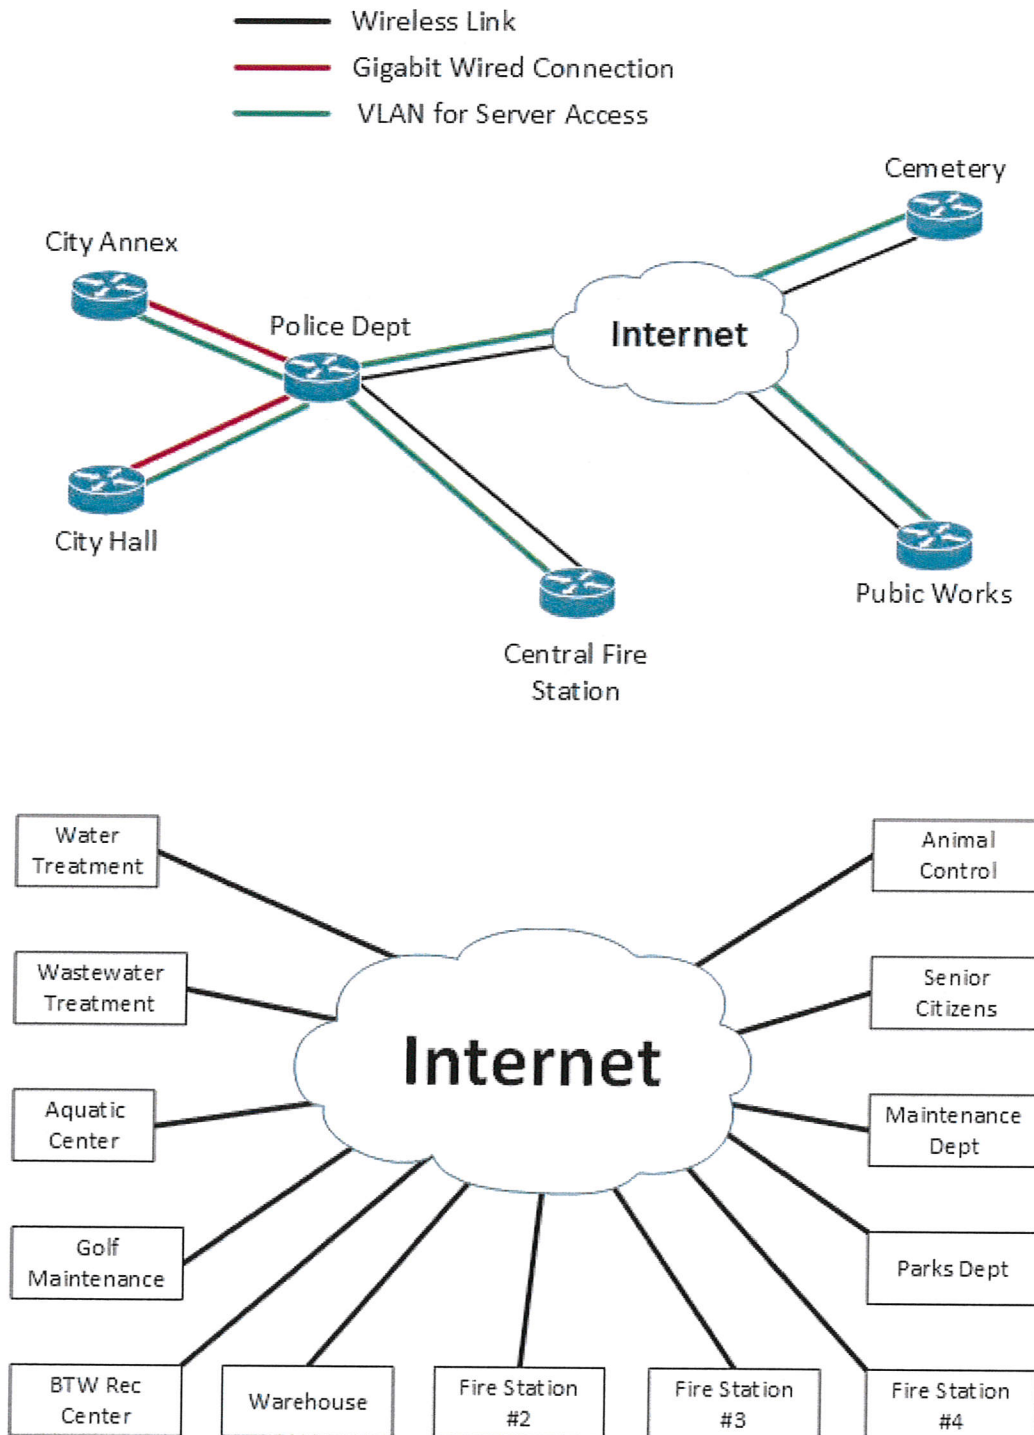 Wireless Link
Gigabit Wired Connection
VLAN for Server Access
Cemetery
City Annex
Police Dept
Internet
City Hall
Pubic Works
Central Fire
Station
Water
Treatment
Animal
Control
Wastewater
Treatment
Senior
Citizens
Internet
Aquatic
Center
Maintenance
Dept
Golf
Maintenance
Parks Dept
BTW Rec
Center
Warehouse
Fire Station
#2
Fire Station
#3
Fire Station
#4